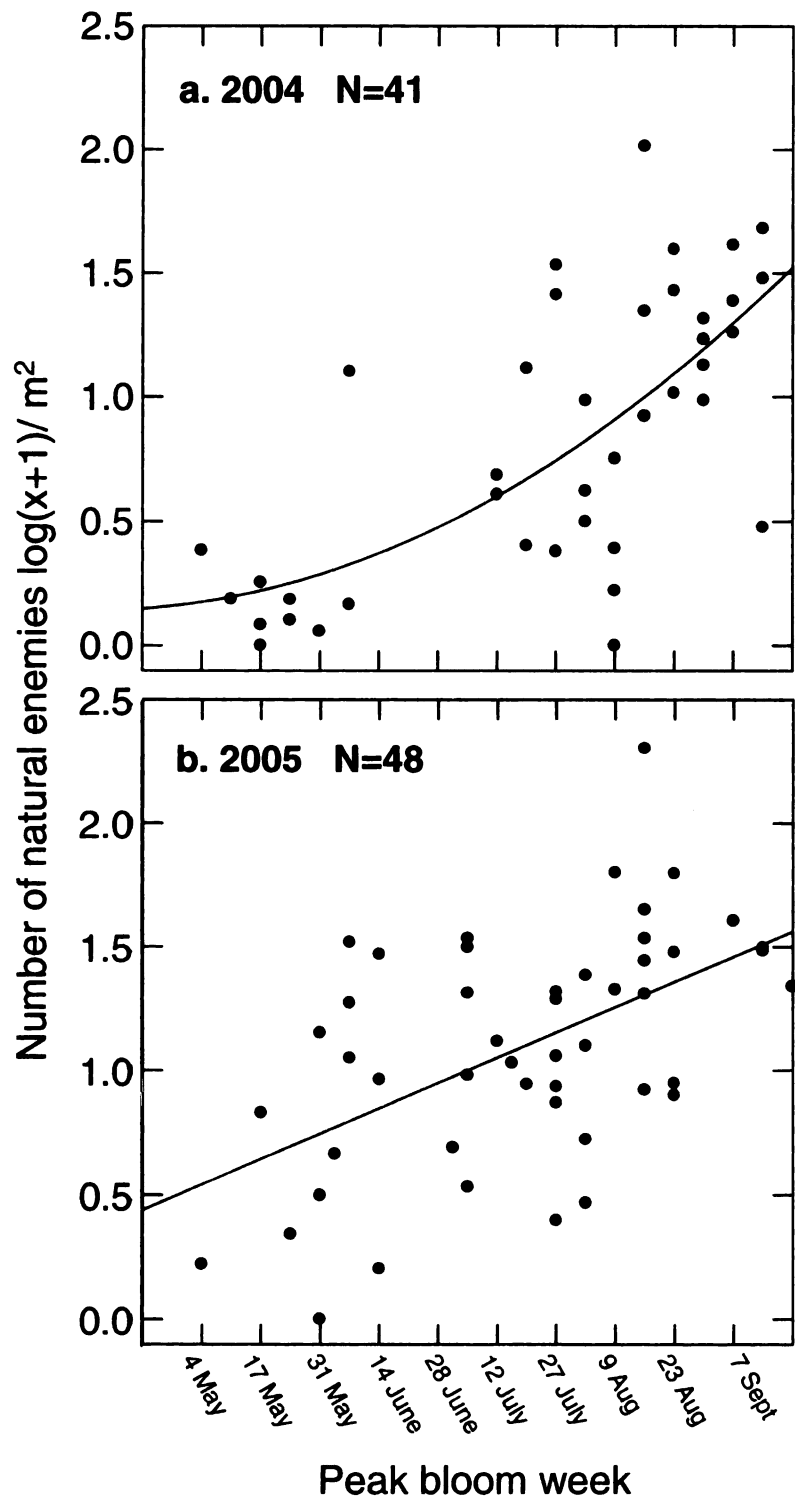 Number of natural enemies log(x+1)/ m²
a. 2004 N=41
2.5
2.0
1.5
1.0
0.5
0.0
b. 2005 N=48
2.5
2.0
1.5
1.0
0.5
0.0
4 May
17 May
31 May
14 June
28 June
12 July
27 July
9 Aug
23 Aug
7 Sept
Peak bloom week